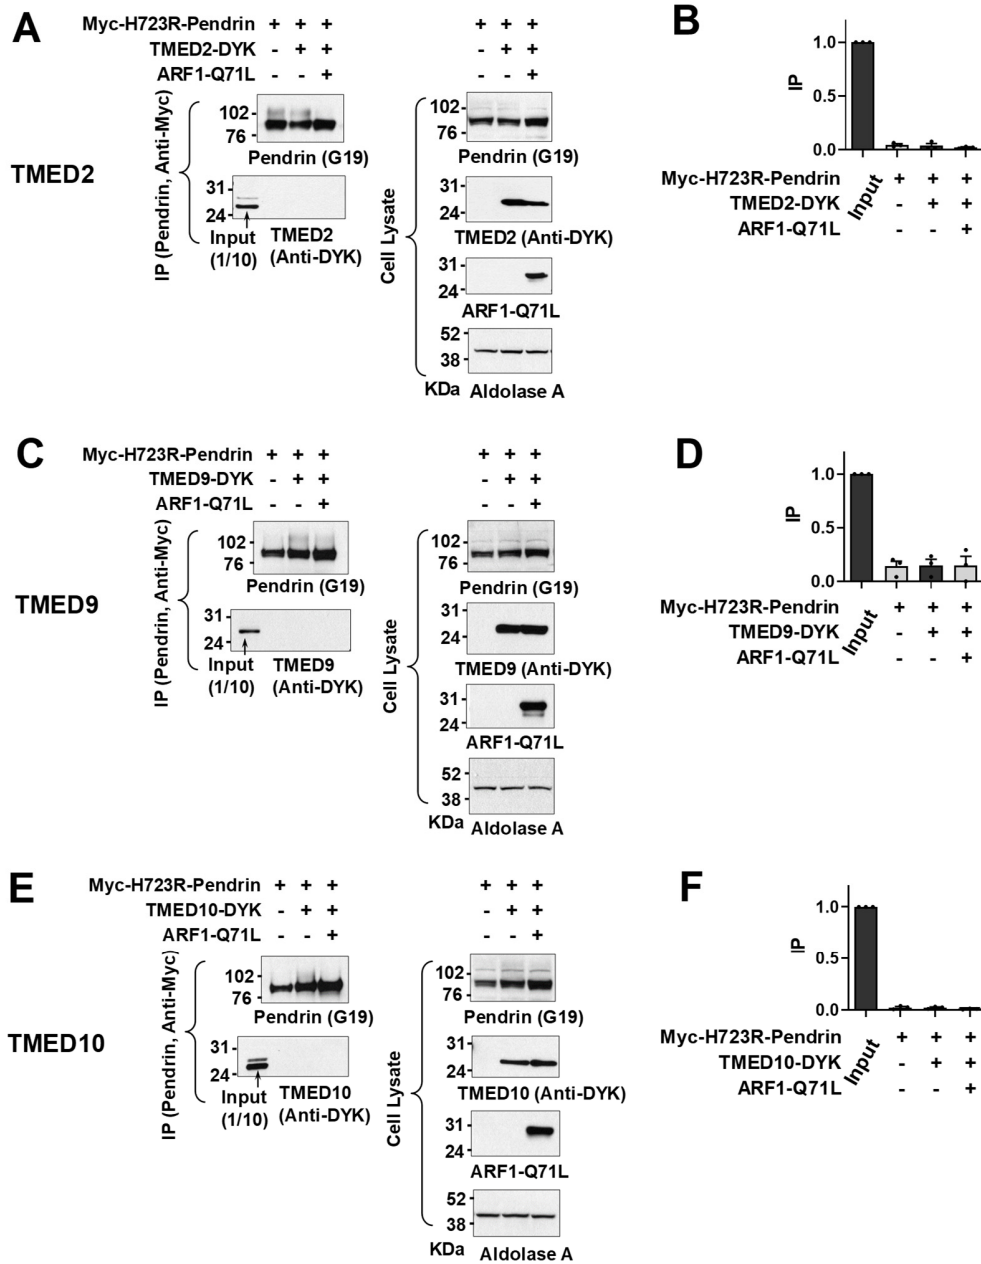 A
Myc-H723R-Pendrin + + + + + +
TMED2-DYK - + + - + +
ARF1-Q71L - - + - - +
TMED2
IP (Pendrin, Anti-Myc)
102
76
Pendrin (G19)
31
24
Input
(1/10)
TMED2
(Anti-DYK)
Cell Lysate
102
76
Pendrin (G19)
31
24
TMED2 (Anti-DYK)
31
24
ARF1-Q71L
52
38
KDa
Aldolase A
B
IP
1.0
0.5
0.0
Input
Myc-H723R-Pendrin + + +
TMED2-DYK - + +
ARF1-Q71L - - +
C
Myc-H723R-Pendrin + + + + + +
TMED9-DYK - + + - + +
ARF1-Q71L - - + - - +
TMED9
IP (Pendrin, Anti-Myc)
102
76
Pendrin (G19)
31
24
Input
(1/10)
TMED9
(Anti-DYK)
Cell Lysate
102
76
Pendrin (G19)
31
24
TMED9 (Anti-DYK)
31
24
ARF1-Q71L
52
38
KDa
Aldolase A
D
IP
1.0
0.5
0.0
Input
Myc-H723R-Pendrin + + +
TMED9-DYK - + +
ARF1-Q71L - - +
E
Myc-H723R-Pendrin + + + + + +
TMED10-DYK - + + - + +
ARF1-Q71L - - + - - +
TMED10
IP (Pendrin, Anti-Myc)
102
76
Pendrin (G19)
31
24
Input
(1/10)
TMED10
(Anti-DYK)
Cell Lysate
102
76
Pendrin (G19)
31
24
TMED10 (Anti-DYK)
31
24
ARF1-Q71L
52
38
KDa
Aldolase A
F
IP
1.0
0.5
0.0
Input
Myc-H723R-Pendrin + + +
TMED10-DYK - + +
ARF1-Q71L - - +